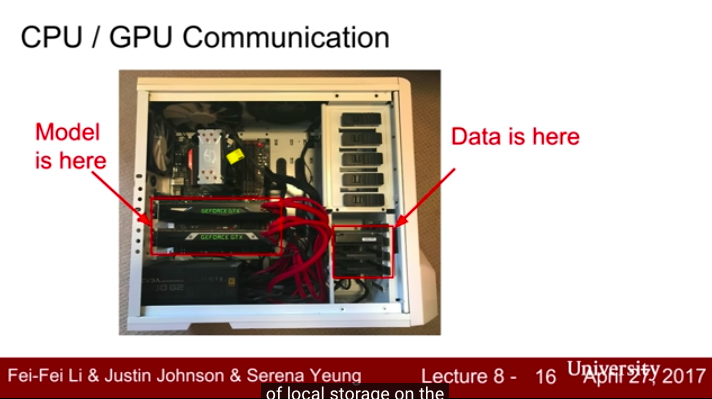 CPU / GPU Communication
Model
is here
Data is here
GEFORCE GTX
GEFORCE GTX
Fei-Fei Li & Justin Johnson & Serena Yeung
Lecture 8 - 16
University
April 27, 2017
of local storage on the